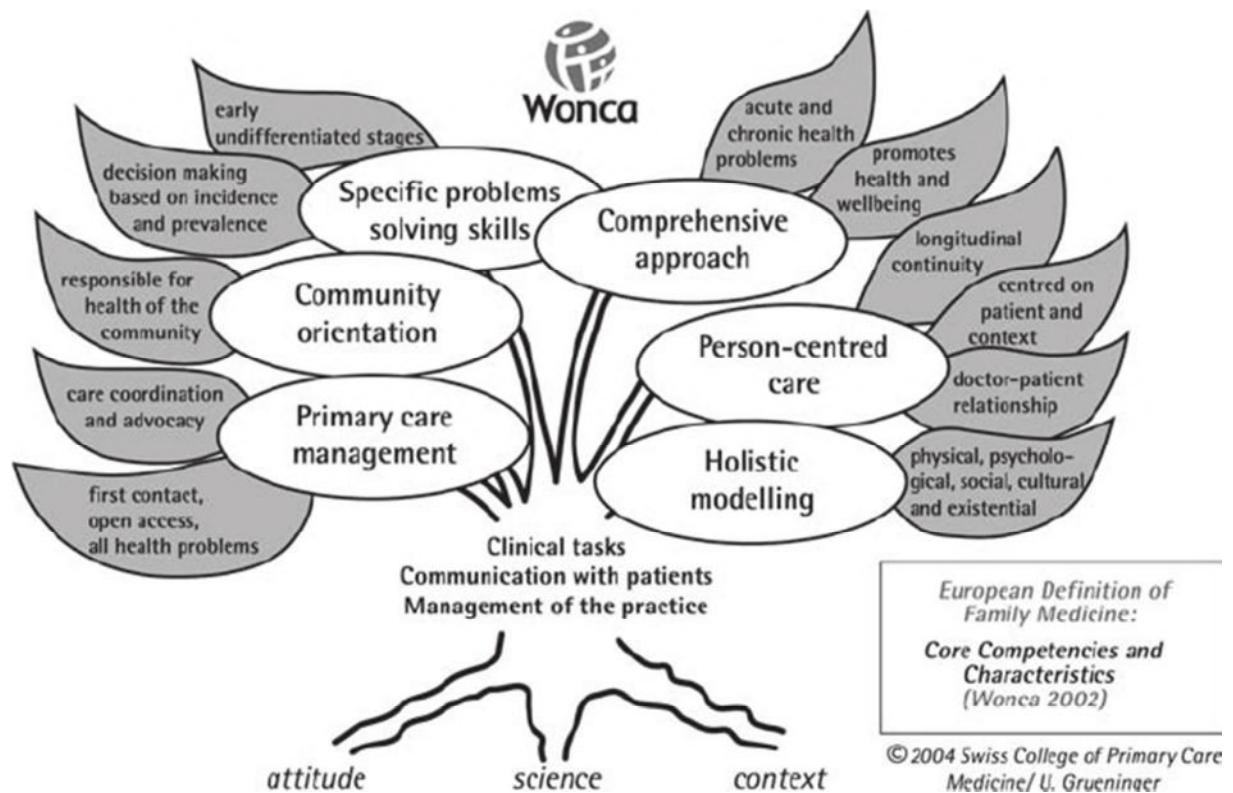 Wonca
early
undifferentiated stages
decision making
based on incidence
and prevalence
responsible for
health of the
community
care coordination
and advocacy
first contact,
open access,
all health problems
Specific problems
solving skills
Community
orientation
Primary care
management
Comprehensive
approach
Person-centred
care
Holistic
modelling
acute and
chronic health
problems
promotes
health and
wellbeing
longitudinal
continuity
centred on
patient and
context
doctor-patient
relationship
physical, psycholo-
gical, social, cultural
and existential
Clinical tasks
Communication with patients
Management of the practice
attitude
science
context
European Definition of
Family Medicine:
Core Competencies and
Characteristics
(Wonca 2002)
© 2004 Swiss College of Primary Care
Medicine/ U. Grueninger